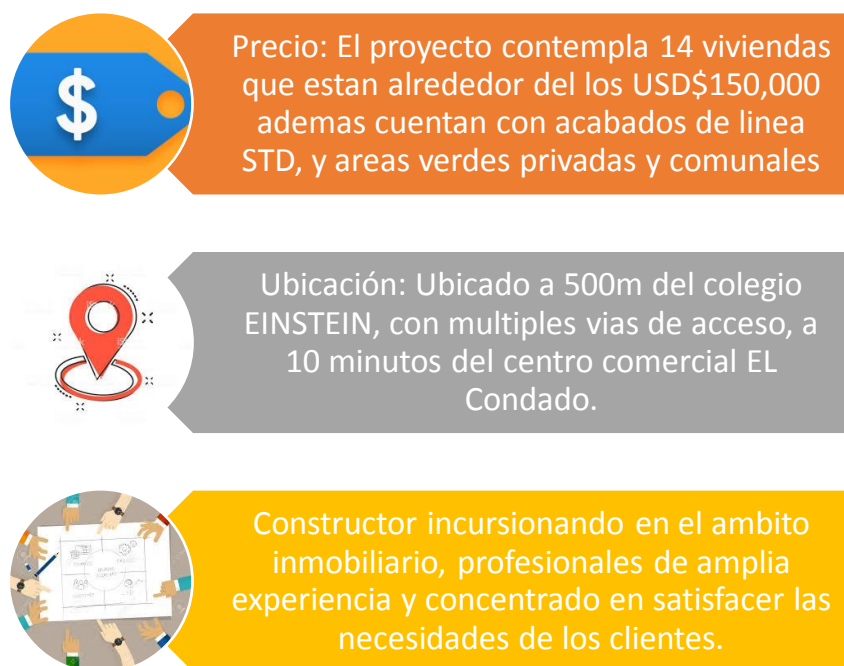 $
Precio: El proyecto contempla 14 viviendas
que estan alrededor del los USD$150,000
ademas cuentan con acabados de linea
STD, y areas verdes privadas y comunales
Ubicación: Ubicado a 500m del colegio
EINSTEIN, con multiples vias de acceso, a
10 minutos del centro comercial EL
Condado.
Constructor incursionando en el ambito
inmobiliario, profesionales de amplia
experiencia y concentrado en satisfacer las
necesidades de los clientes.